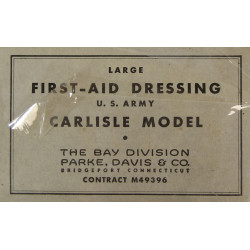 LARGE
FIRST-AID DRESSING
U.S. ARMY
CARLISLE MODEL
•
THE BAY DIVISION
PARKE, DAVIS & CO.
BRIDGEPORT CONNECTICUT
CONTRACT M49396